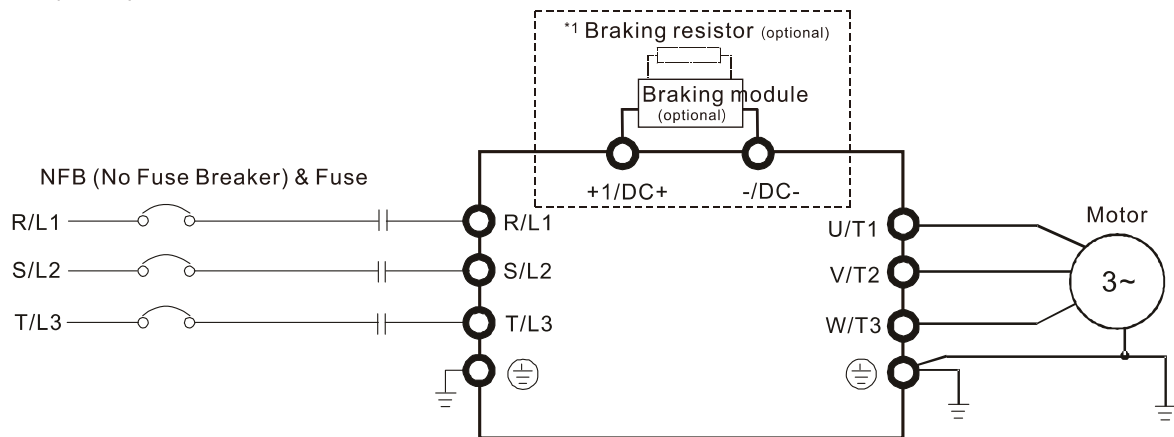 *1 Braking resistor (optional)
Braking module
(optional)
+1/DC+
-/DC-
NFB (No Fuse Breaker) & Fuse
R/L1
R/L1
U/T1
Motor
S/L2
S/L2
V/T2
3~
T/L3
T/L3
W/T3